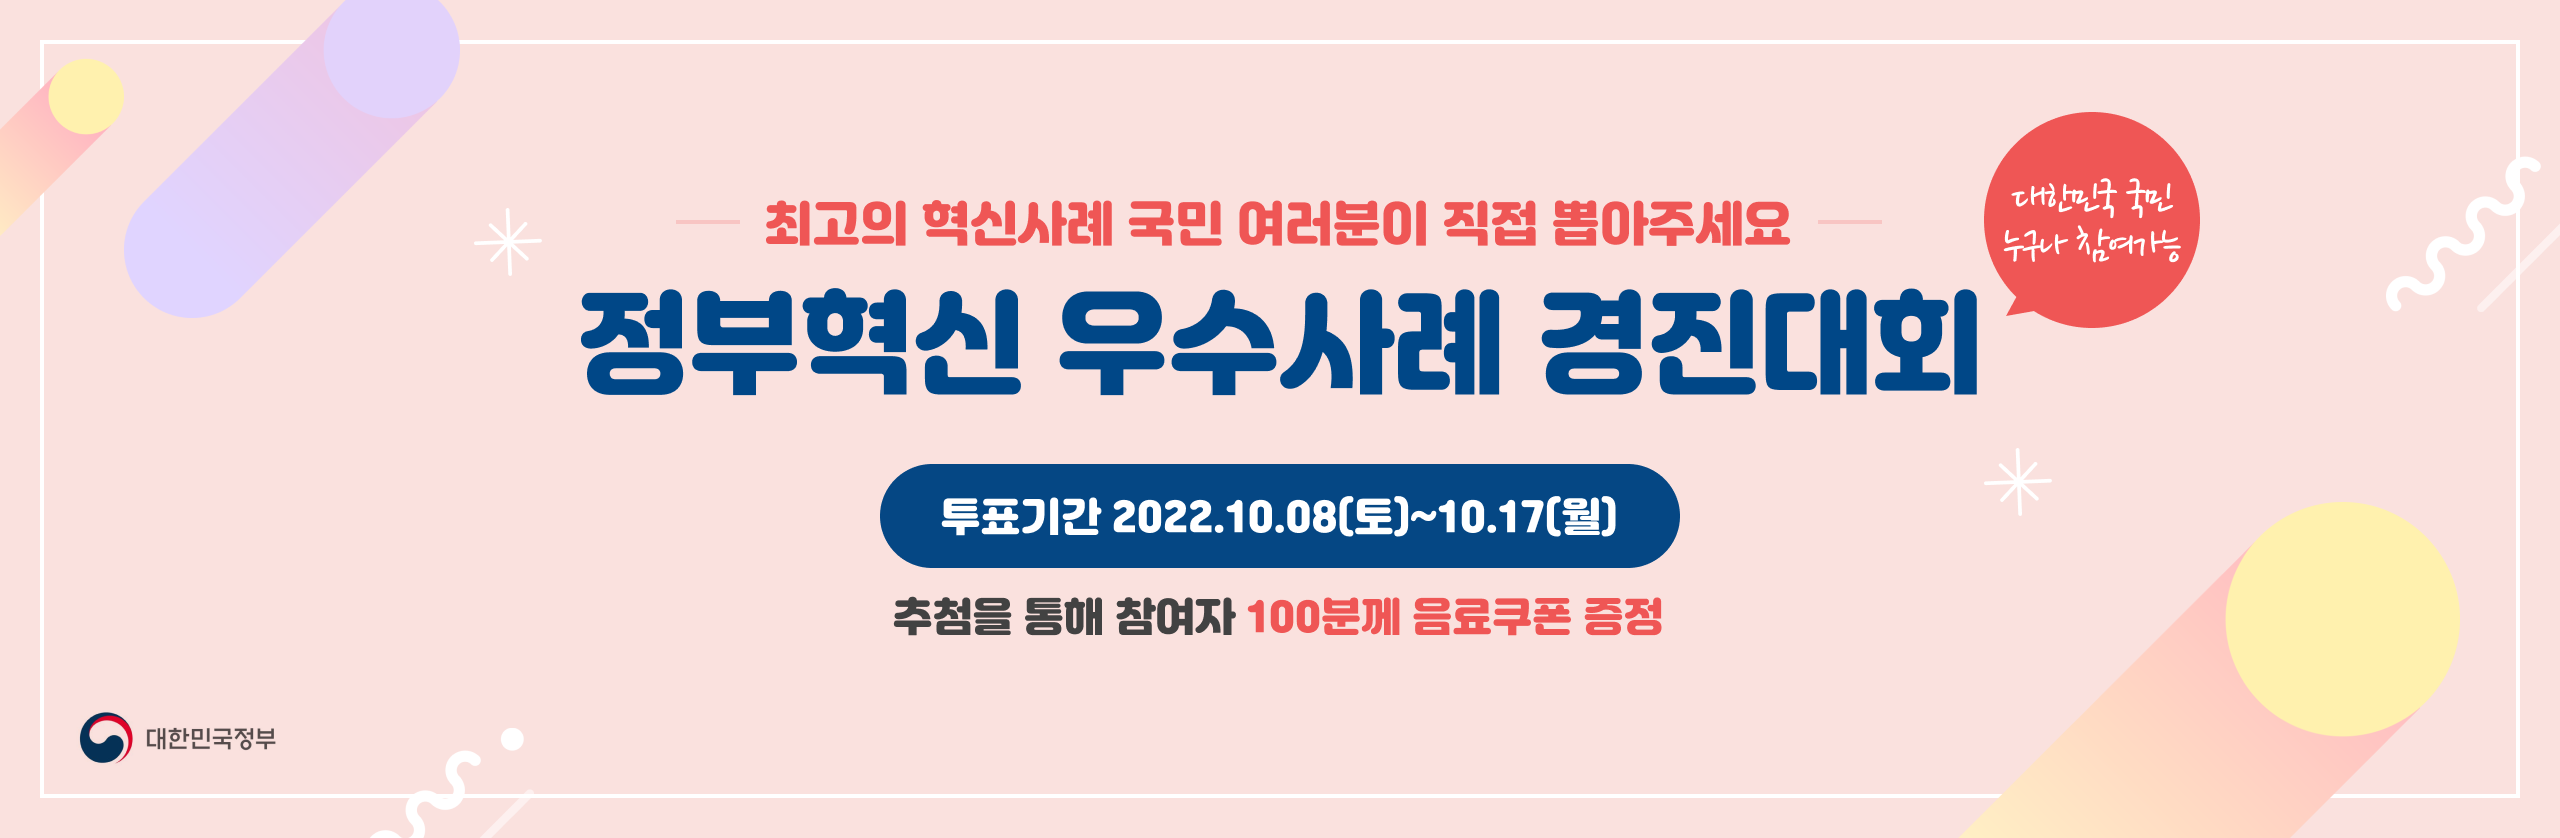 최고의 혁신사례 국민 여러분이 직접 뽑아주세요
대한민국 국민
누구나 참여가능
정부혁신 우수사례 경진대회
투표기간 2022.10.08(토)~10.17(월)
추첨을 통해 참여자 100분께 음료쿠폰 증정
대한민국정부